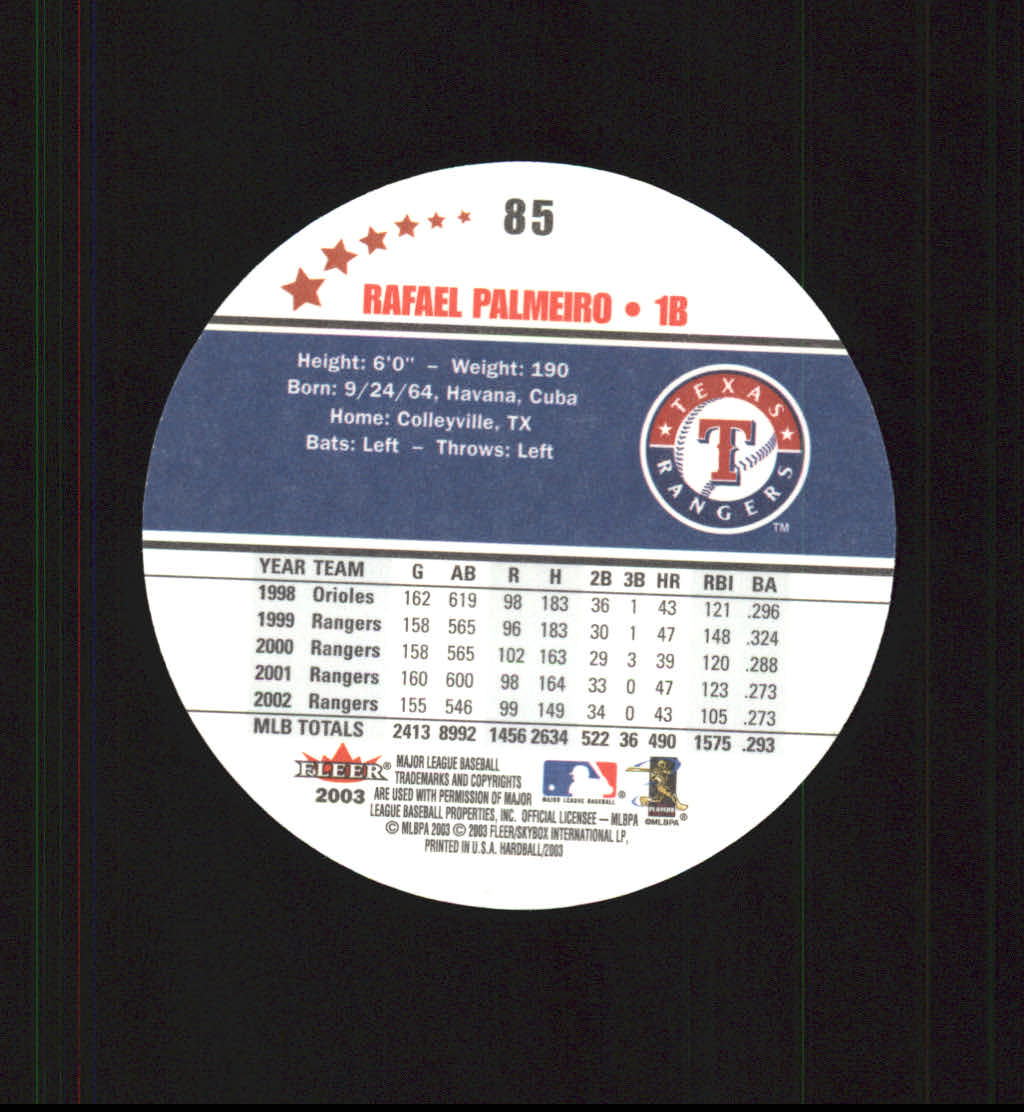 85
RAFAEL PALMEIRO • 1B
Height: 6'0" – Weight: 190
Born: 9/24/64, Havana, Cuba
Home: Colleyville, TX
Bats: Left – Throws: Left
TEXAS
T
RANGERS
TM
YEAR TEAM G AB R H 2B 3B HR RBI BA
1998 Orioles 162 619 98 183 36 1 43 121 .296
1999 Rangers 158 565 96 183 30 1 47 148 .324
2000 Rangers 158 565 102 163 29 3 39 120 .288
2001 Rangers 160 600 98 164 33 0 47 123 .273
2002 Rangers 155 546 99 149 34 0 43 105 .273
MLB TOTALS 2413 8992 1456 2634 522 36 490 1575 .293
FLEER®
2003
MAJOR LEAGUE BASEBALL
TRADEMARKS AND COPYRIGHTS
ARE USED WITH PERMISSION OF MAJOR
LEAGUE BASEBALL PROPERTIES, INC. OFFICIAL LICENSEE — MLBPA
© MLBPA 2003 © 2003 FLEER/SKYBOX INTERNATIONAL LP,
PRINTED IN U.S.A. HARDBALL/2003
MAJOR LEAGUE BASEBALL ®
PLAYERS
©MLBPA®